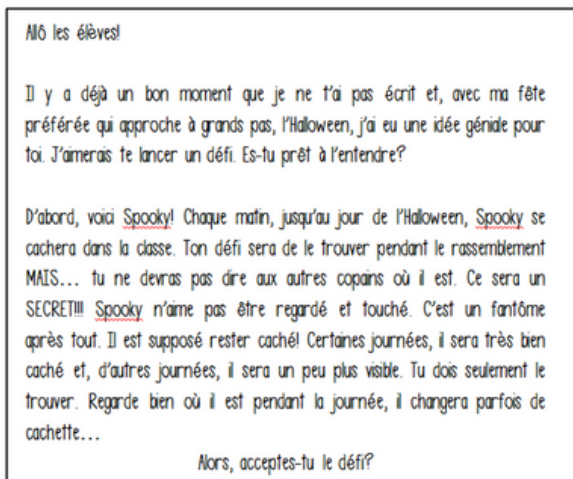 Allô les élèves!
Il y a déjà un bon moment que je ne t'ai pas écrit et, avec ma fête
préférée qui approche à grands pas, l'Halloween, j'ai eu une idée géniale pour
toi. J'aimerais te lancer un défi. Es-tu prêt à l'entendre?
D'abord, voici Spooky! Chaque matin, jusqu'au jour de l'Halloween, Spooky se
cachera dans la classe. Ton défi sera de le trouver pendant le rassemblement
MAIS... tu ne devras pas dire aux autres copains où il est. Ce sera un
SECRET!!! Spooky n'aime pas être regardé et touché. C'est un fantôme
après tout. Il est supposé rester caché! Certaines journées, il sera très bien
caché et, d'autres journées, il sera un peu plus visible. Tu dois seulement le
trouver. Regarde bien où il est pendant la journée, il changera parfois de
cachette...
Alors, acceptes-tu le défi?